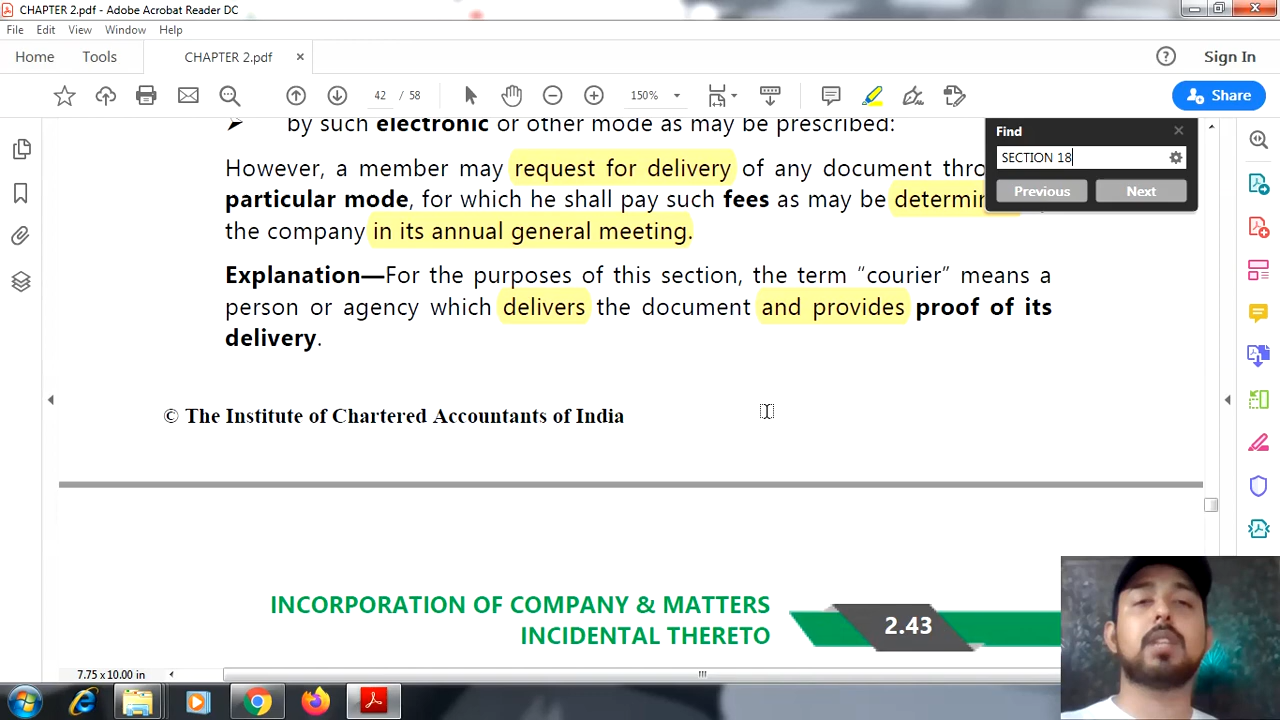 CHAPTER 2.pdf - Adobe Acrobat Reader DC
File Edit View Window Help
Home Tools CHAPTER 2.pdf × Sign In
42 / 58 150% Share
by such electronic or other mode as may be prescribed:
Find
SECTION 18
Previous Next
However, a member may request for delivery of any document
particular mode, for which he shall pay such fees as may be
the company in its annual general meeting.
Explanation—For the purposes of this section, the term “courier” means a
person or agency which delivers the document and provides proof of its
delivery.
© The Institute of Chartered Accountants of India
INCORPORATION OF COMPANY & MATTERS
INCIDENTAL THERETO
2.43
7.75 x 10.00 in